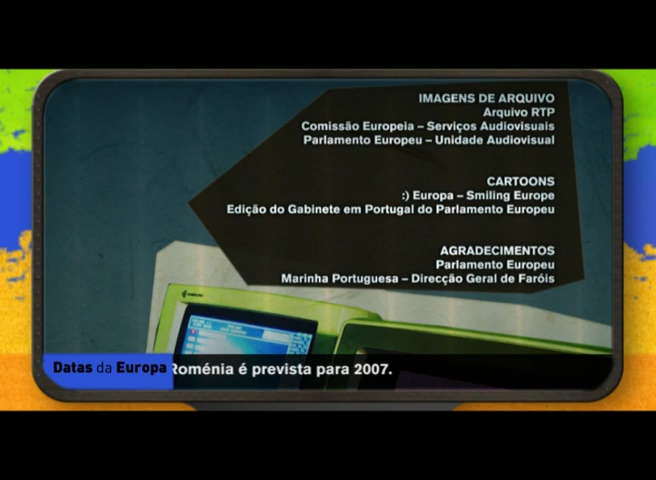 IMAGENS DE ARQUIVO
Arquivo RTP
Comissão Europeia – Serviços Audiovisuais
Parlamento Europeu – Unidade Audiovisual
CARTOONS
:) Europa – Smiling Europe
Edição do Gabinete em Portugal do Parlamento Europeu
AGRADECIMENTOS
Parlamento Europeu
Marinha Portuguesa – Direcção Geral de Faróis
Datas da Europa Roménia é prevista para 2007.